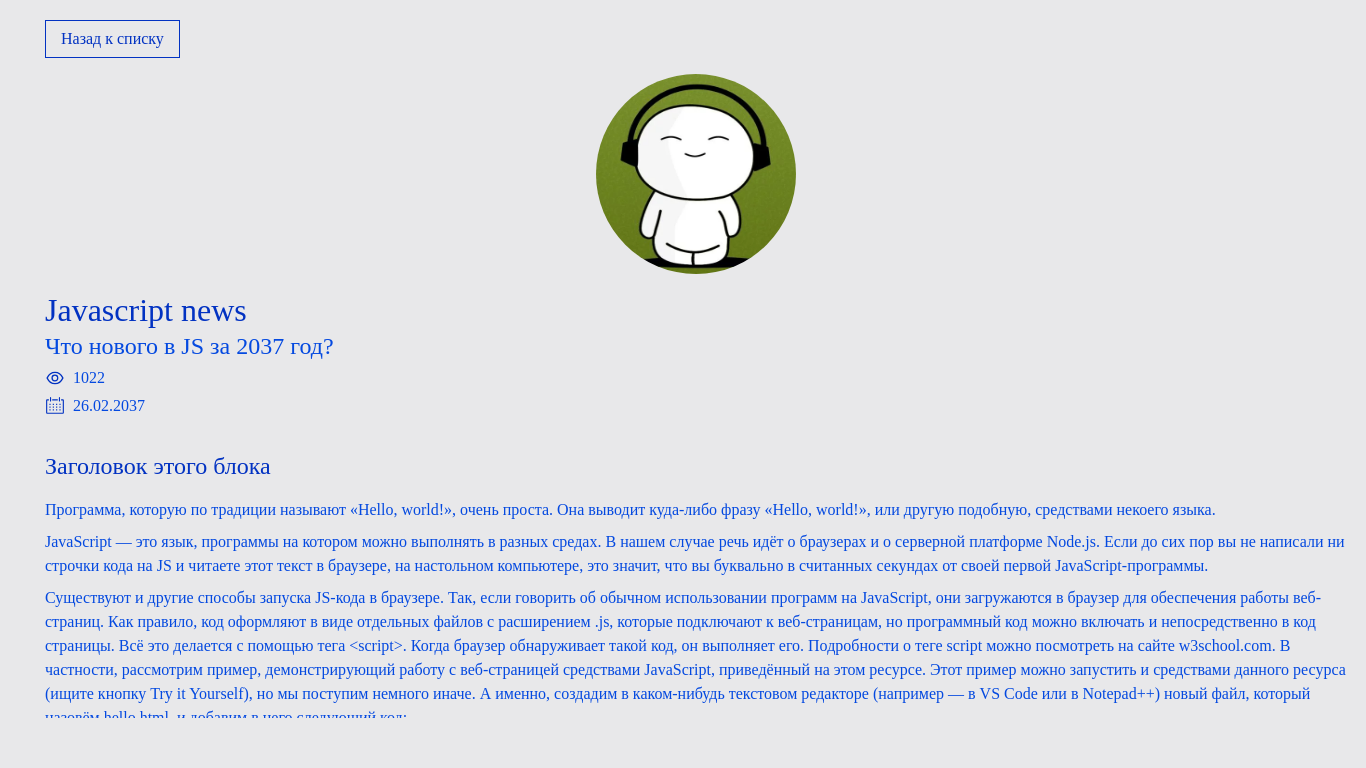 Назад к списку
Javascript news
Что нового в JS за 2037 год?
1022
26.02.2037
Заголовок этого блока
Программа, которую по традиции называют «Hello, world!», очень проста. Она выводит куда-либо фразу «Hello, world!», или другую подобную, средствами некоего языка.
JavaScript — это язык, программы на котором можно выполнять в разных средах. В нашем случае речь идёт о браузерах и о серверной платформе Node.js. Если до сих пор вы не написали ни
строчки кода на JS и читаете этот текст в браузере, на настольном компьютере, это значит, что вы буквально в считанных секундах от своей первой JavaScript-программы.
Существуют и другие способы запуска JS-кода в браузере. Так, если говорить об обычном использовании программ на JavaScript, они загружаются в браузер для обеспечения работы веб-
страниц. Как правило, код оформляют в виде отдельных файлов с расширением .js, которые подключают к веб-страницам, но программный код можно включать и непосредственно в код
страницы. Всё это делается с помощью тега <script>. Когда браузер обнаруживает такой код, он выполняет его. Подробности о теге script можно посмотреть на сайте w3school.com. В
частности, рассмотрим пример, демонстрирующий работу с веб-страницей средствами JavaScript, приведённый на этом ресурсе. Этот пример можно запустить и средствами данного ресурса
(ищите кнопку Try it Yourself), но мы поступим немного иначе. А именно, создадим в каком-нибудь текстовом редакторе (например — в VS Code или в Notepad++) новый файл, который
назовём hello.html, и добавим в него следующий код: